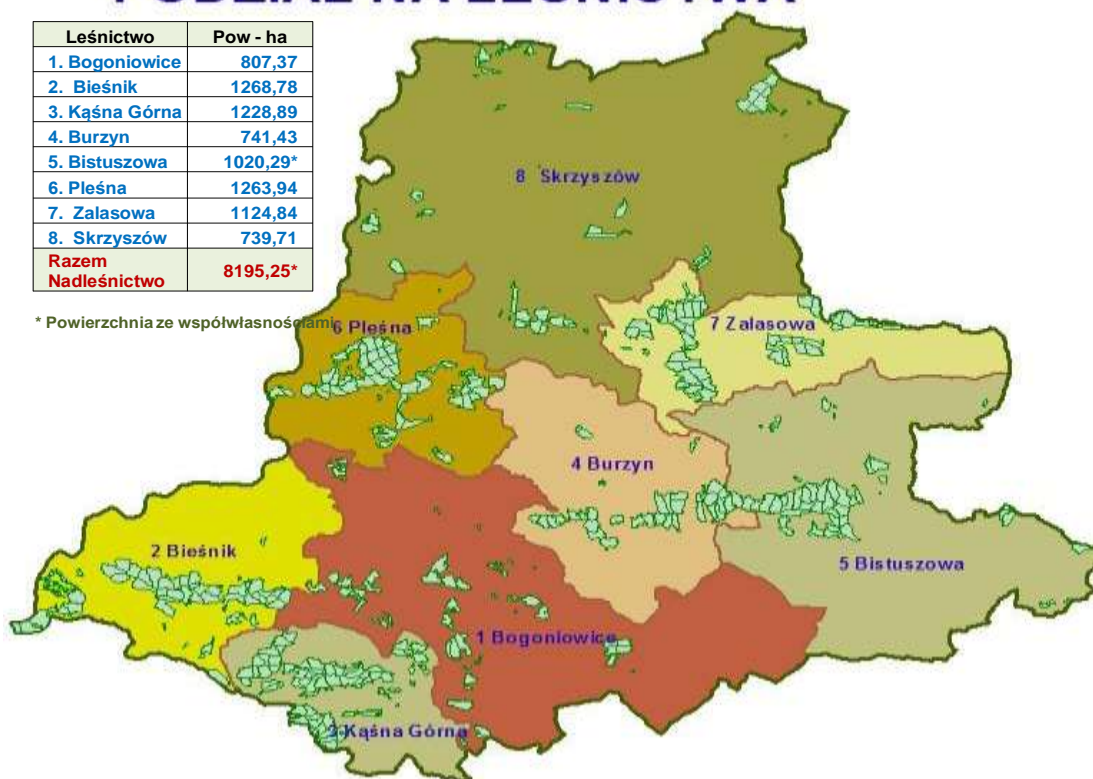 Leśnictwo Pow - ha
1. Bogoniowice 807,37
2. Bieśnik 1268,78
3. Kąśna Górna 1228,89
4. Burzyn 741,43
5. Bistuszowa 1020,29*
6. Pleśna 1263,94
7. Zalasowa 1124,84
8. Skrzyszów 739,71
Razem
Nadleśnictwo 8195,25*
* Powierzchnia ze współwłasnościami
8 Skrzyszów
6 Pleśna
7 Zalasowa
4 Burzyn
2 Bieśnik
5 Bistuszowa
1 Bogoniowice
3 Kąśna Górna